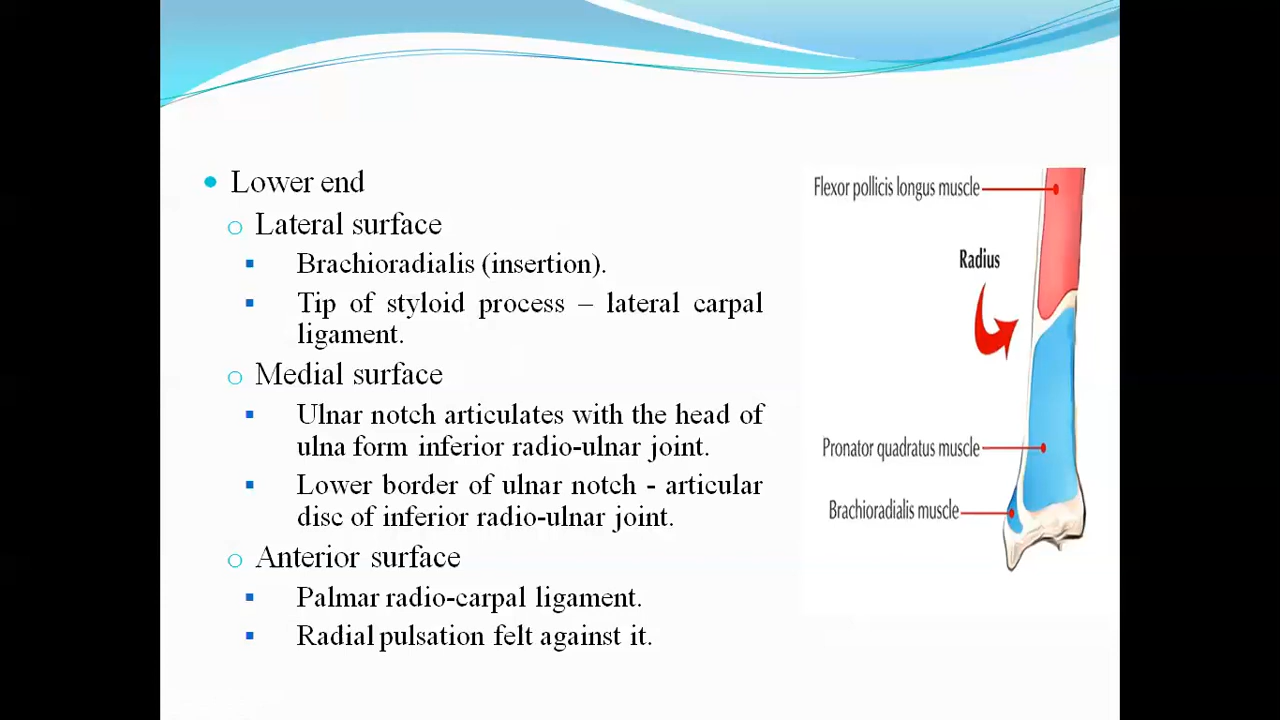 Lower end
Lateral surface
Brachioradialis (insertion).
Tip of styloid process – lateral carpal
ligament.
Medial surface
Ulnar notch articulates with the head of
ulna form inferior radio-ulnar joint.
Lower border of ulnar notch - articular
disc of inferior radio-ulnar joint.
Anterior surface
Palmar radio-carpal ligament.
Radial pulsation felt against it.
Flexor pollicis longus muscle
Radius
Pronator quadratus muscle
Brachioradialis muscle